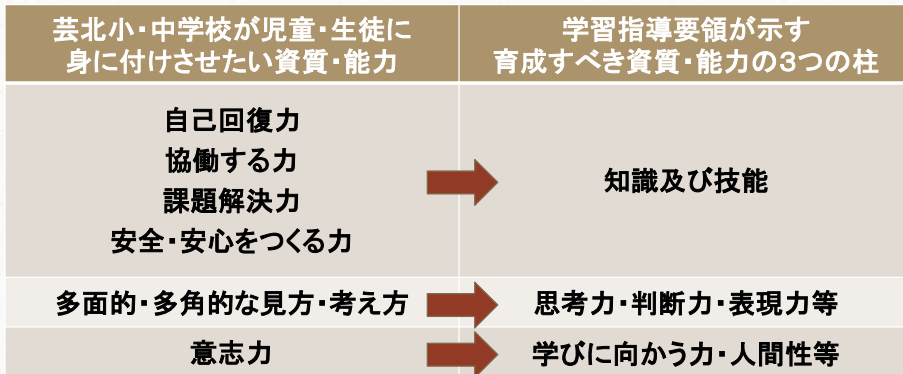 芸北小・中学校が児童・生徒に
身に付けさせたい資質・能力
学習指導要領が示す
育成すべき資質・能力の3つの柱
自己回復力
協働する力
課題解決力
安全・安心をつくる力
知識及び技能
多面的・多角的な見方・考え方
思考力・判断力・表現力等
意志力
学びに向かう力・人間性等